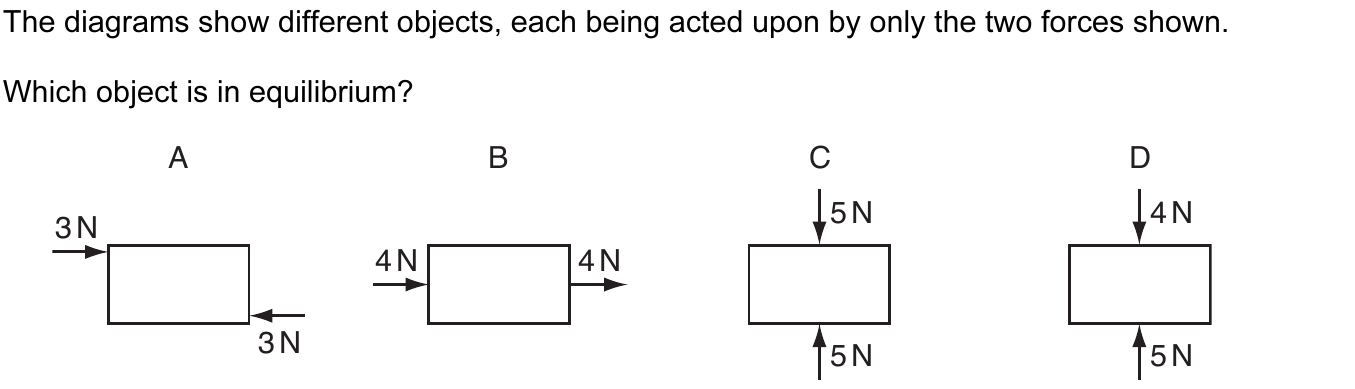 The diagrams show different objects, each being acted upon by only the two forces shown.
Which object is in equilibrium?
A B C D
3N
3N
4N 4N
5N
5N
4N
5N